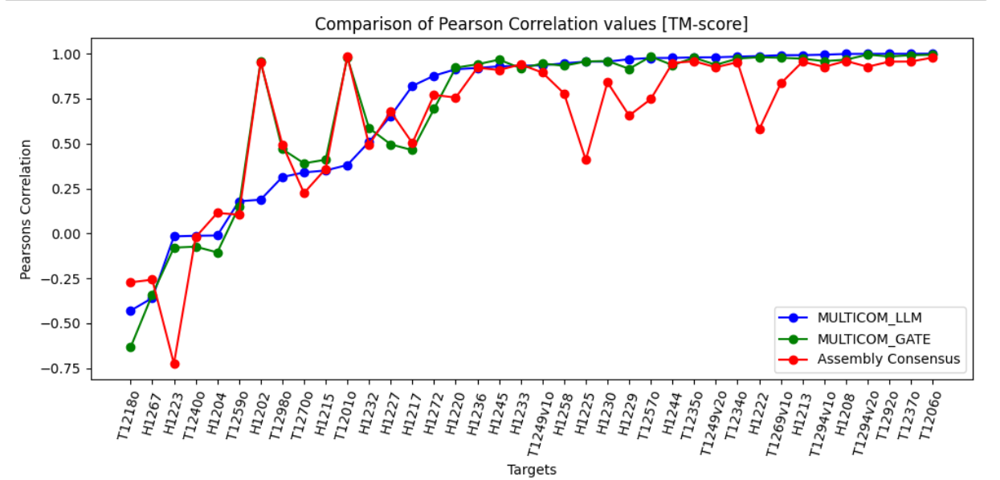 Comparison of Pearson Correlation values [TM-score]
Pearsons Correlation
1.00
0.75
0.50
0.25
0.00
−0.25
−0.50
−0.75
MULTICOM_LLM
MULTICOM_GATE
Assembly Consensus
T1218o
H1267
H1223
T1240o
H1204
T1259o
H1202
T1298o
T1270o
H1215
T1201o
H1232
H1227
H1217
H1272
H1220
H1236
H1245
H1233
T1249v1o
H1258
H1225
H1230
H1229
T1257o
H1244
T1235o
T1249v2o
T1234o
H1222
T1269v1o
H1213
T1294v1o
H1208
T1294v2o
T1292o
T1237o
T1206o
Targets